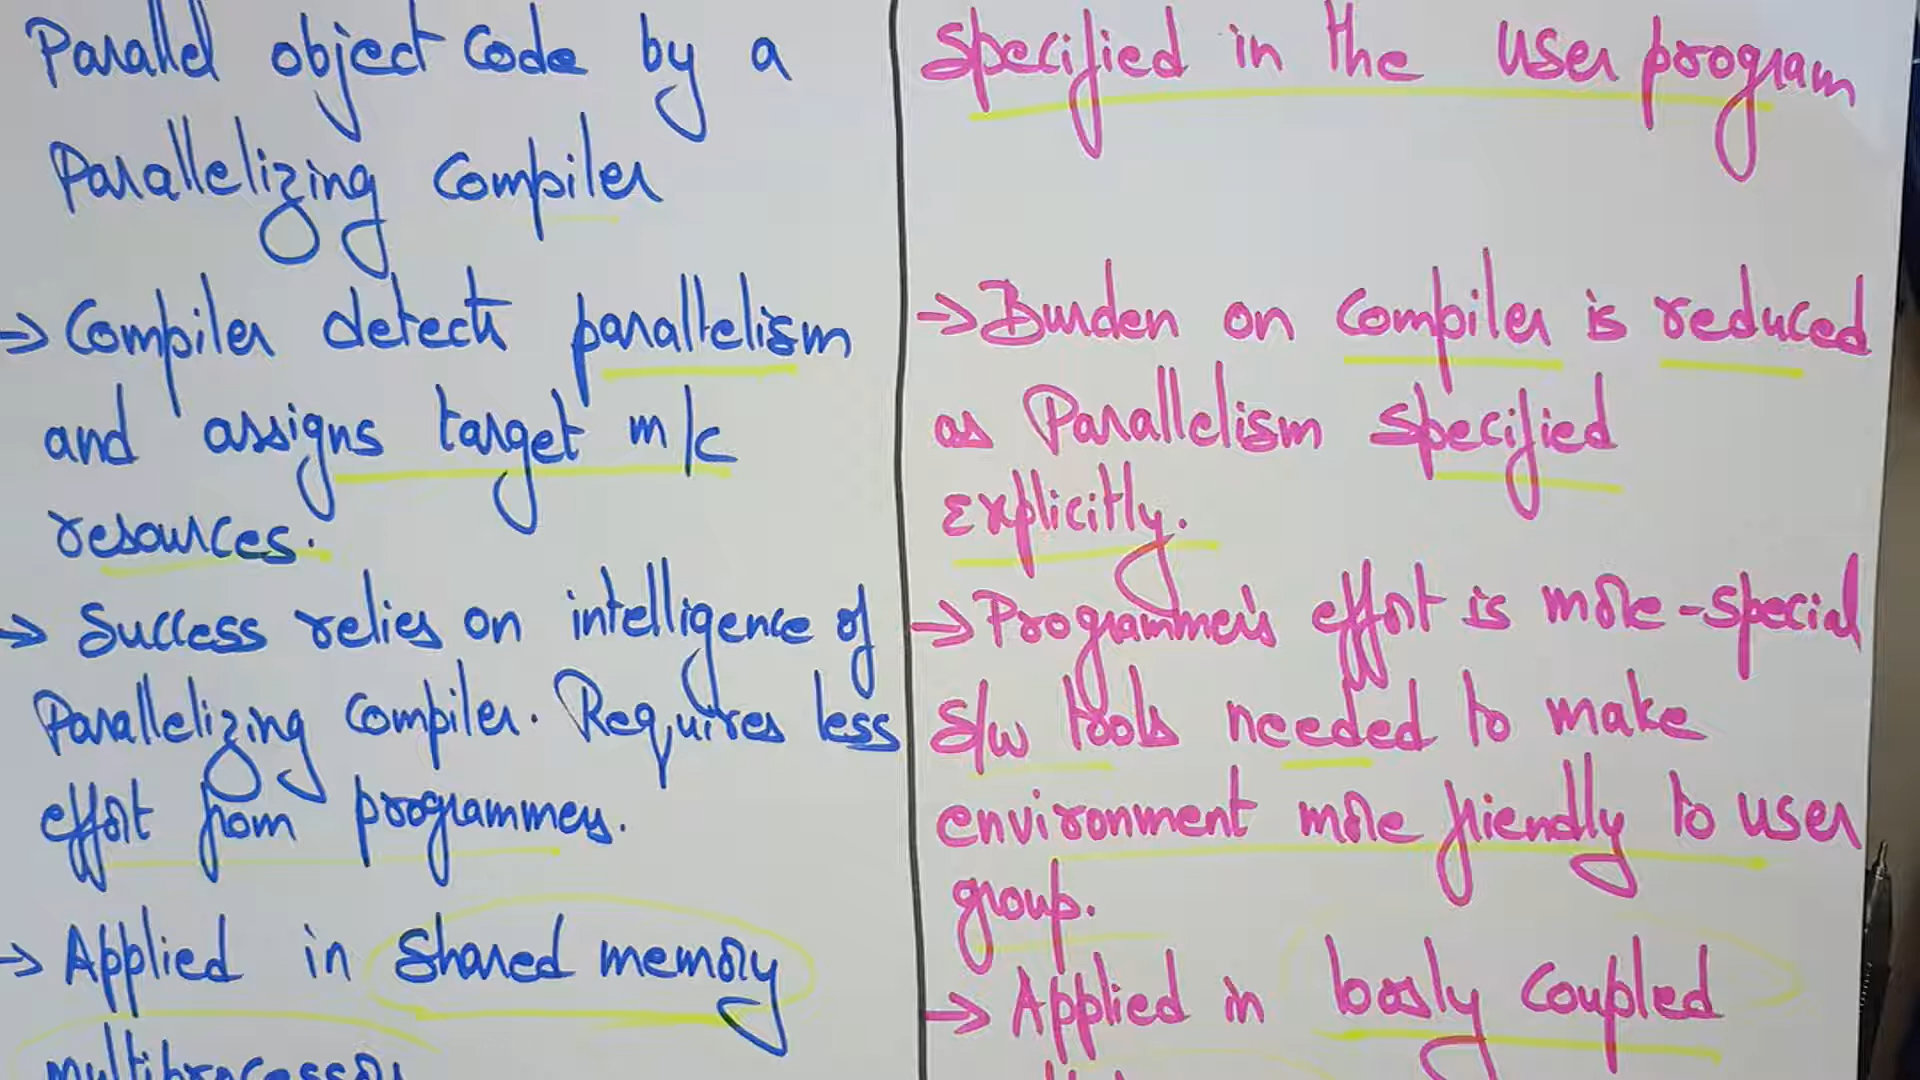 Parallel object code by a
Parallelizing compiler
→ Compiler detects parallelism
and assigns target m/c
resources.
→ Success relies on intelligence of
Parallelizing compiler. Requires less
effort from programmers.
→ Applied in shared memory
multiprocessor
specified in the user program
→ Burden on compiler is reduced
as Parallelism specified
Explicitly.
→ Programmer's effort is more - special
s/w tools needed to make
environment more friendly to user
group.
→ Applied in loosly coupled